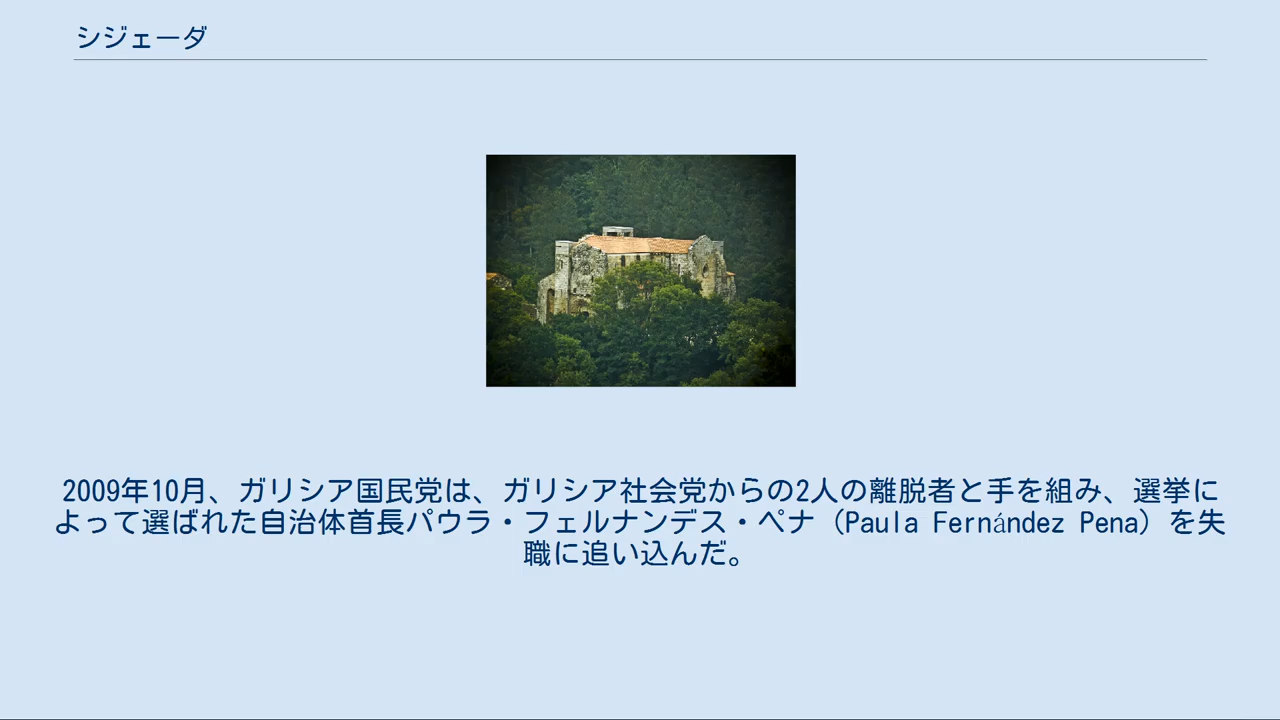 シジェーダ
2009年10月、ガリシア国民党は、ガリシア社会党からの2人の離脱者と手を組み、選挙に
よって選ばれた自治体首長パウラ・フェルナンデス・ペナ（Paula Fernández Pena）を失
職に追い込んだ。